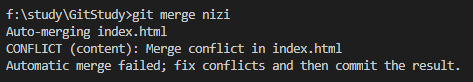 f:\study\GitStudy>git merge nizi
Auto-merging index.html
CONFLICT (content): Merge conflict in index.html
Automatic merge failed; fix conflicts and then commit the result.